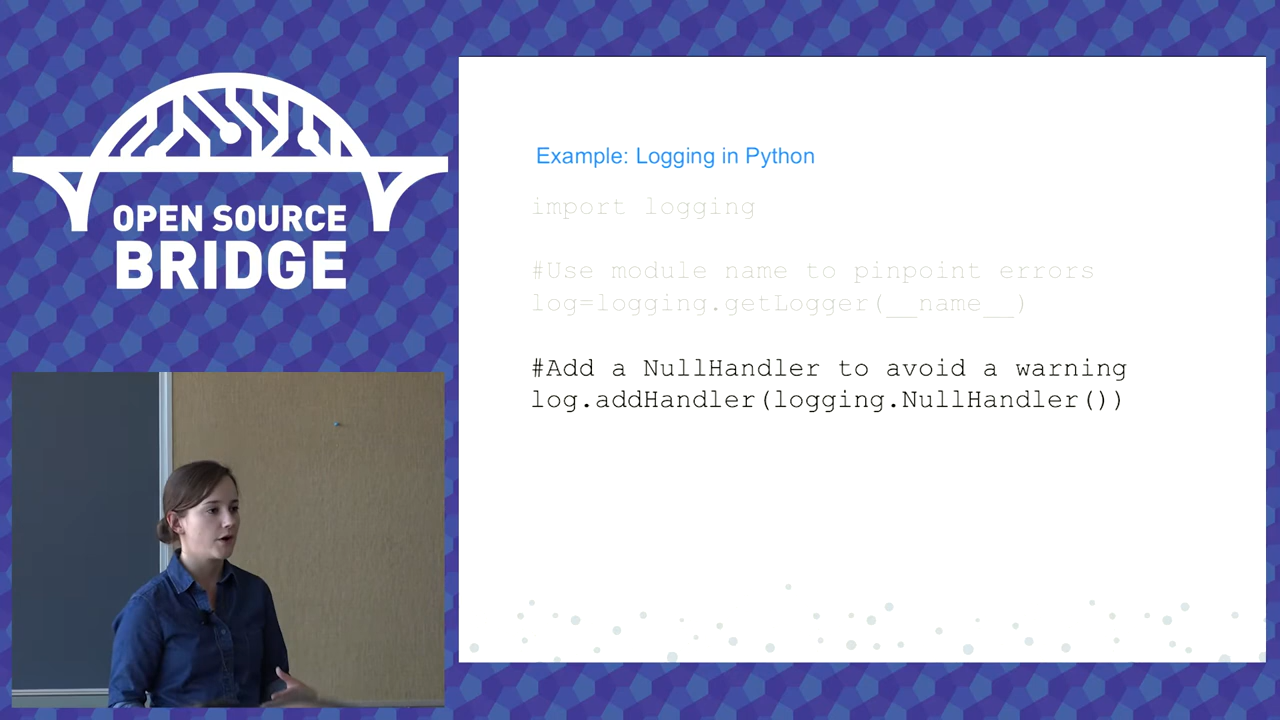 OPEN SOURCE
BRIDGE
Example: Logging in Python
import logging
#Use module name to pinpoint errors
log=logging.getLogger(__name__)
#Add a NullHandler to avoid a warning
log.addHandler(logging.NullHandler())